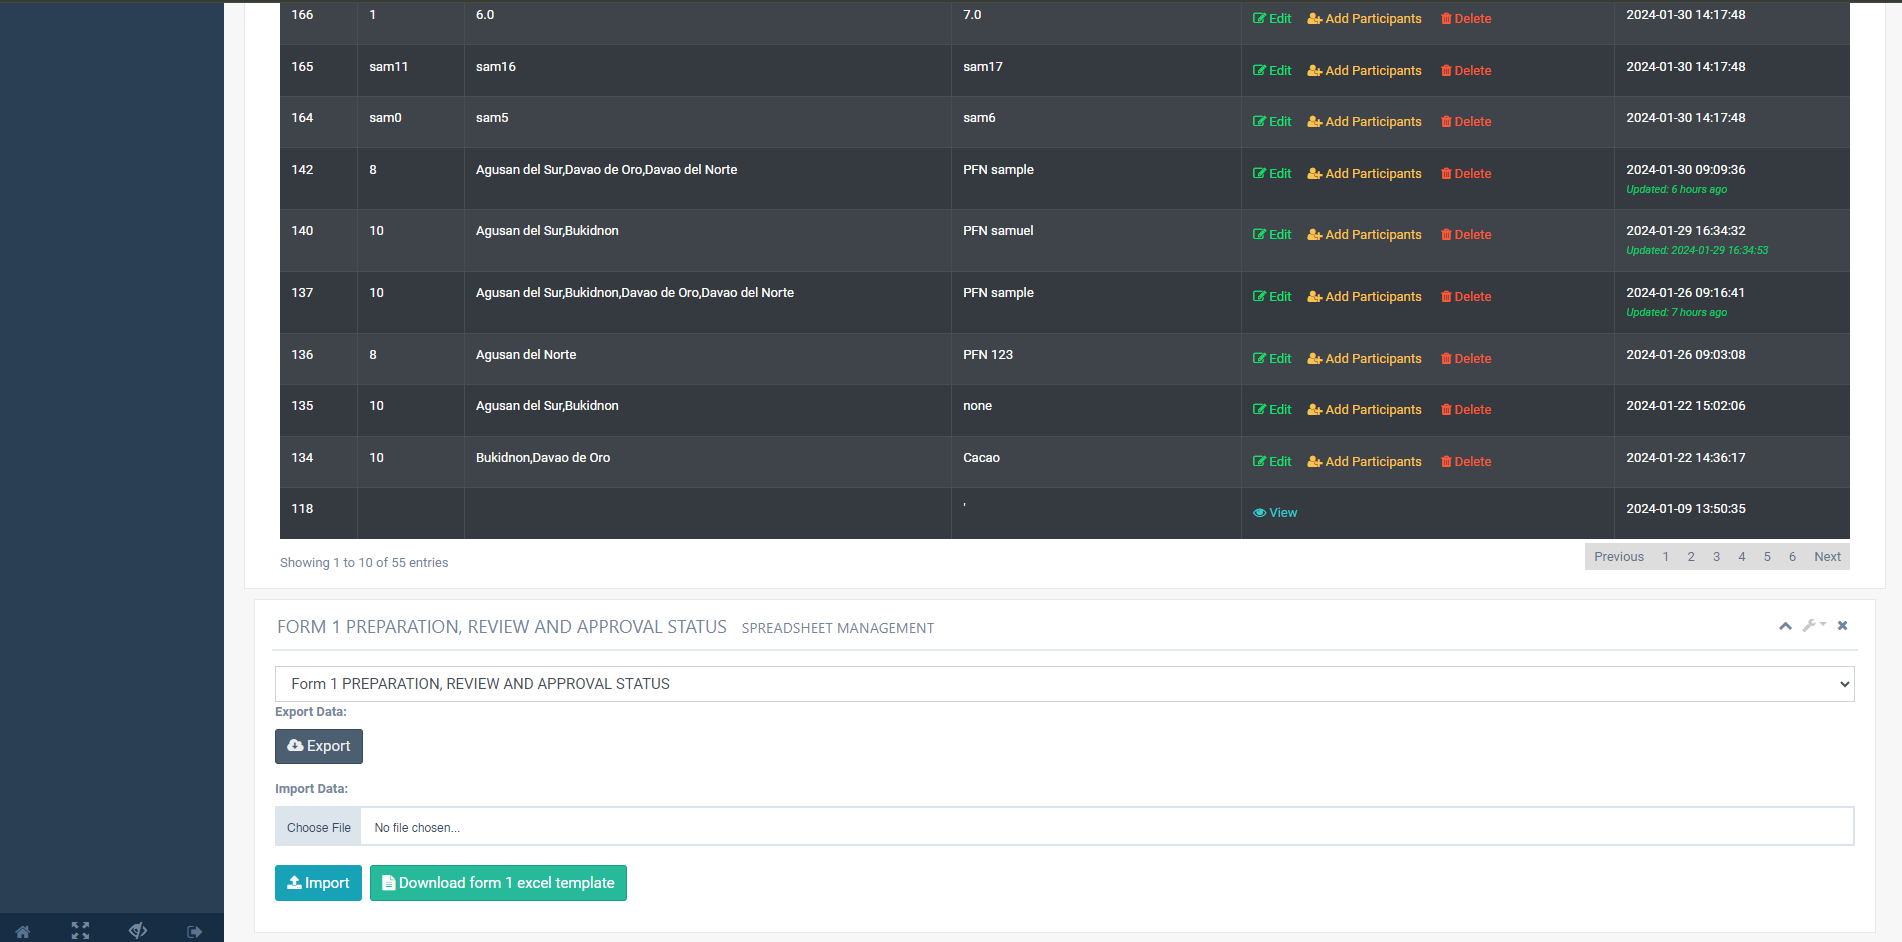 166 1 6.0 7.0 Edit Add Participants Delete 2024-01-30 14:17:48
165 sam11 sam16 sam17 Edit Add Participants Delete 2024-01-30 14:17:48
164 sam0 sam5 sam6 Edit Add Participants Delete 2024-01-30 14:17:48
142 8 Agusan del Sur,Davao de Oro,Davao del Norte PFN sample Edit Add Participants Delete 2024-01-30 09:09:36
Updated: 6 hours ago
140 10 Agusan del Sur,Bukidnon PFN samuel Edit Add Participants Delete 2024-01-29 16:34:32
Updated: 2024-01-29 16:34:53
137 10 Agusan del Sur,Bukidnon,Davao de Oro,Davao del Norte PFN sample Edit Add Participants Delete 2024-01-26 09:16:41
Updated: 7 hours ago
136 8 Agusan del Norte PFN 123 Edit Add Participants Delete 2024-01-26 09:03:08
135 10 Agusan del Sur,Bukidnon none Edit Add Participants Delete 2024-01-22 15:02:06
134 10 Bukidnon,Davao de Oro Cacao Edit Add Participants Delete 2024-01-22 14:36:17
118 ' View 2024-01-09 13:50:35
Showing 1 to 10 of 55 entries Previous 1 2 3 4 5 6 Next
FORM 1 PREPARATION, REVIEW AND APPROVAL STATUS SPREADSHEET MANAGEMENT
Form 1 PREPARATION, REVIEW AND APPROVAL STATUS
Export Data:
Export
Import Data:
Choose File No file chosen...
Import Download form 1 excel template